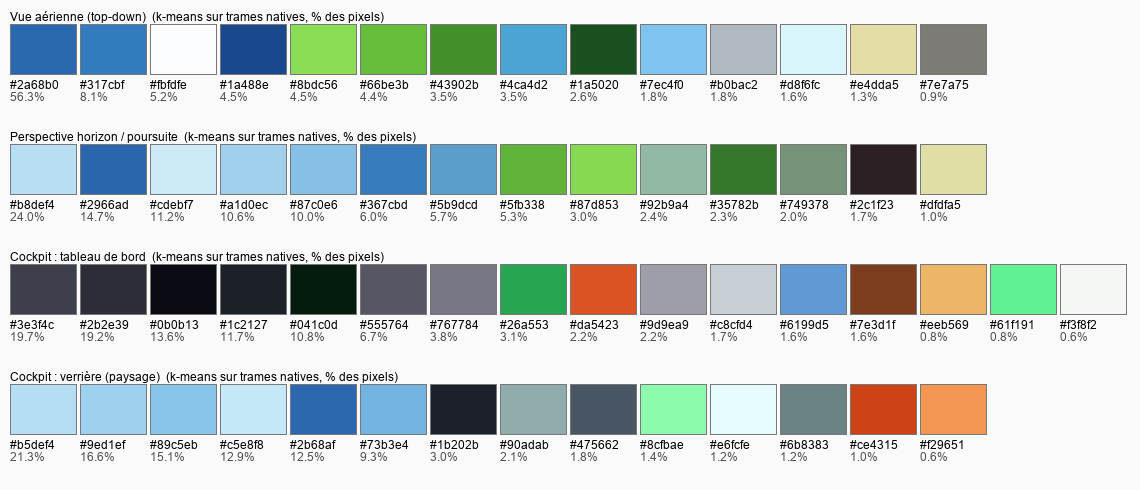 Vue aérienne (top-down)  (k-means sur trames natives, % des pixels)
#2a68b0 #317cbf #fbfdfe #1a488e #8bdc56 #66be3b #43902b #4ca4d2 #1a5020 #7ec4f0 #b0bac2 #d8f6fc #e4dda5 #7e7a75
56.3% 8.1% 5.2% 4.5% 4.5% 4.4% 3.5% 3.5% 2.6% 1.8% 1.8% 1.6% 1.3% 0.9%
Perspective horizon / poursuite  (k-means sur trames natives, % des pixels)
#b8def4 #2966ad #cdebf7 #a1d0ec #87c0e6 #367cbd #5b9dcd #5fb338 #87d853 #92b9a4 #35782b #749378 #2c1f23 #dfdfa5
24.0% 14.7% 11.2% 10.6% 10.0% 6.0% 5.7% 5.3% 3.0% 2.4% 2.3% 2.0% 1.7% 1.0%
Cockpit : tableau de bord  (k-means sur trames natives, % des pixels)
#3e3f4c #2b2e39 #0b0b13 #1c2127 #041c0d #555764 #767784 #26a553 #da5423 #9d9ea9 #c8cfd4 #6199d5 #7e3d1f #eeb569 #61f191 #f3f8f2
19.7% 19.2% 13.6% 11.7% 10.8% 6.7% 3.8% 3.1% 2.2% 2.2% 1.7% 1.6% 1.6% 0.8% 0.8% 0.6%
Cockpit : verrière (paysage)  (k-means sur trames natives, % des pixels)
#b5def4 #9ed1ef #89c5eb #c5e8f8 #2b68af #73b3e4 #1b202b #90adab #475662 #8cfbae #e6fcfe #6b8383 #ce4315 #f29651
21.3% 16.6% 15.1% 12.9% 12.5% 9.3% 3.0% 2.1% 1.8% 1.4% 1.2% 1.2% 1.0% 0.6%